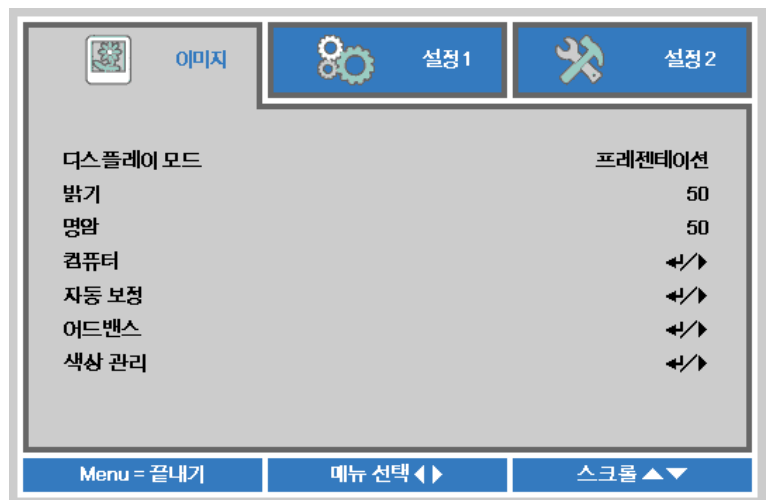 이미지
설정 1
설정 2
디스플레이 모드 프레젠테이션
밝기 50
명암 50
컴퓨터 ↵/▶
자동 보정 ↵/▶
어드밴스 ↵/▶
색상 관리 ↵/▶
Menu = 끝내기
메뉴 선택 ◀ ▶
스크롤 ▲▼